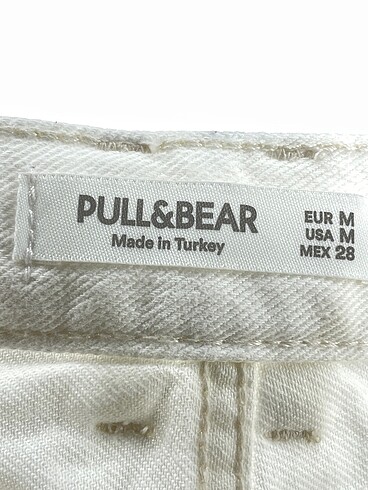 PULL&BEAR
Made in Turkey
EUR M
USA M
MEX 28